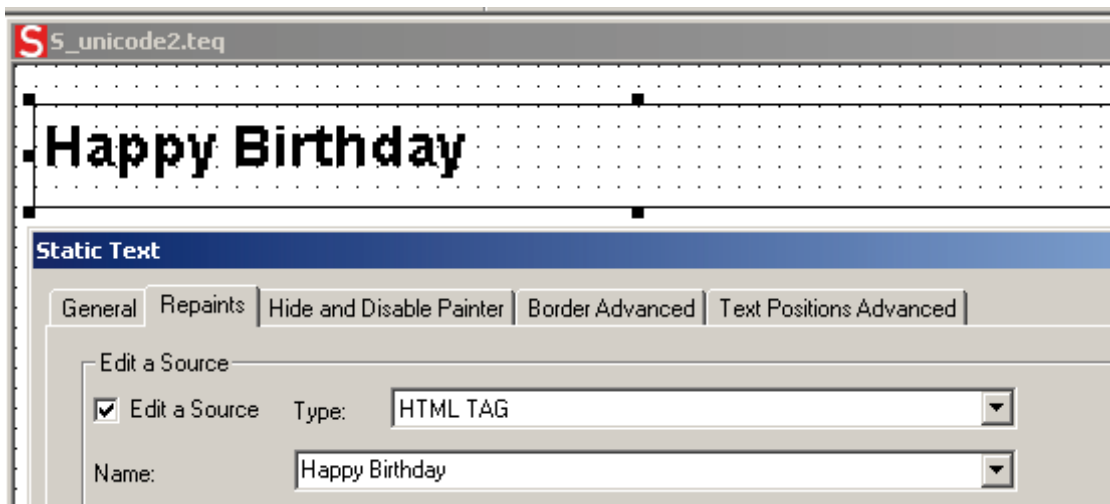 S S_unicode2.teq
Happy Birthday
Static Text
General Repaints Hide and Disable Painter Border Advanced Text Positions Advanced
Edit a Source
Edit a Source Type: HTML TAG
Name: Happy Birthday